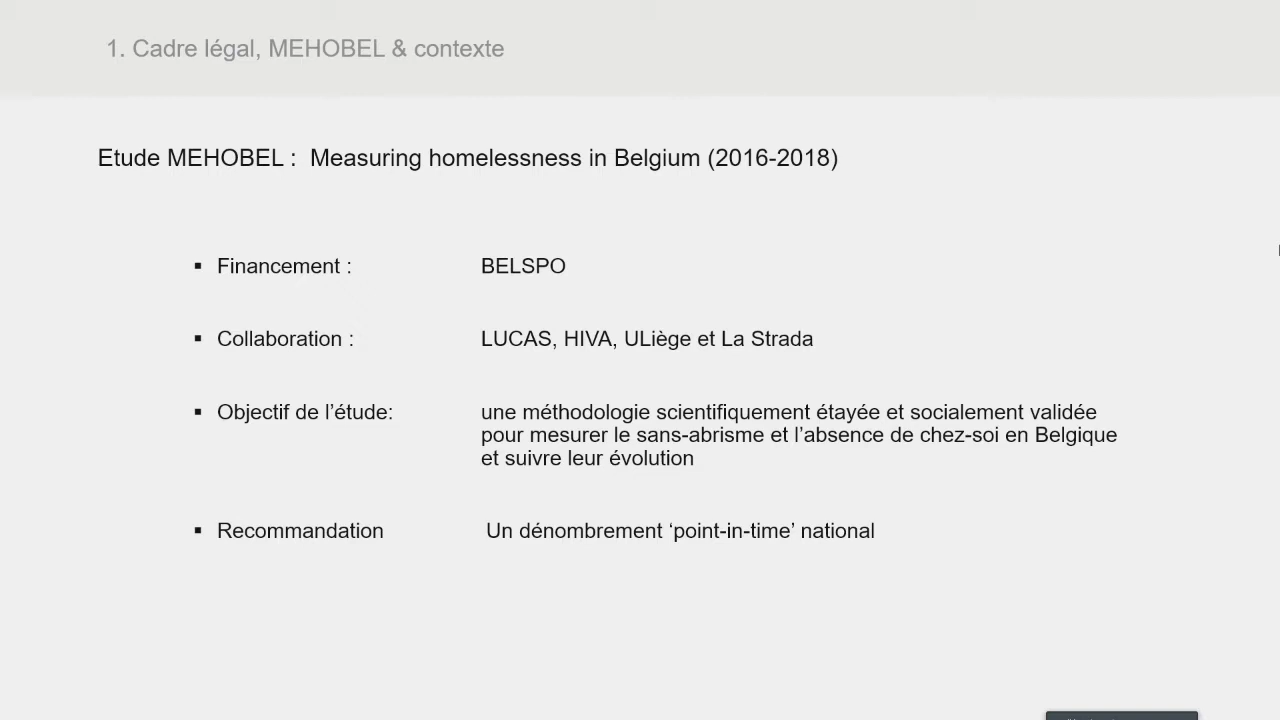 1. Cadre légal, MEHOBEL & contexte
Etude MEHOBEL :  Measuring homelessness in Belgium (2016-2018)
▪ Financement : BELSPO
▪ Collaboration : LUCAS, HIVA, ULiège et La Strada
▪ Objectif de l’étude: une méthodologie scientifiquement étayée et socialement validée
pour mesurer le sans-abrisme et l’absence de chez-soi en Belgique
et suivre leur évolution
▪ Recommandation Un dénombrement ‘point-in-time’ national